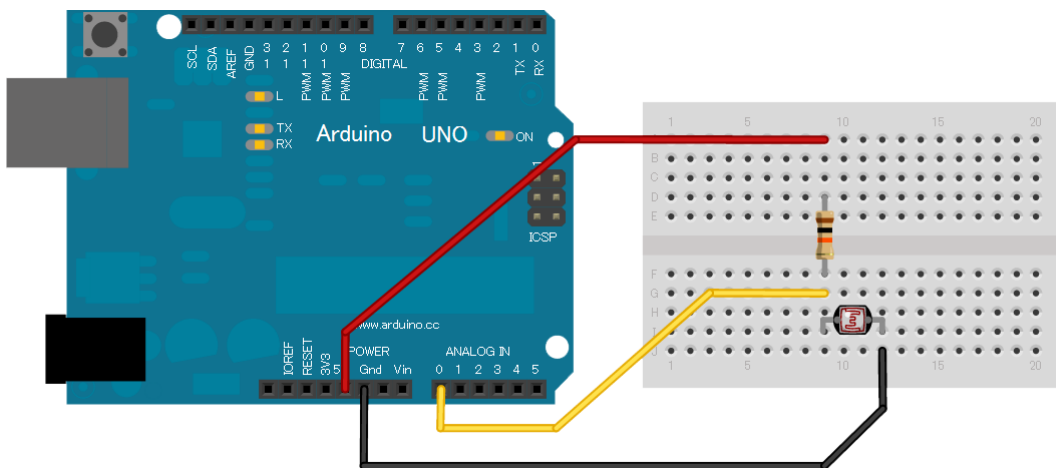 SCL SDA AREF GND 13 12 11 10 9 8 7 6 5 4 3 2 1 0
PWM PWM PWM DIGITAL PWM PWM PWM TX RX
L
TX
RX
Arduino UNO
ON
ICSP
www.arduino.cc
POWER
ANALOG IN
IOREF RESET 3V3 5 Gnd Vin
0 1 2 3 4 5
1 5 10 15 20
B
C
D
E
F
G
H
J
1 5 10 15 20